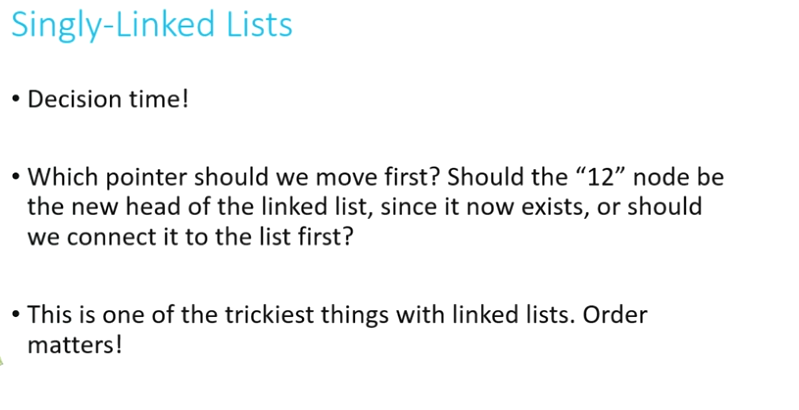 Singly-Linked Lists
• Decision time!
• Which pointer should we move first? Should the “12” node be
the new head of the linked list, since it now exists, or should
we connect it to the list first?
• This is one of the trickiest things with linked lists. Order
matters!